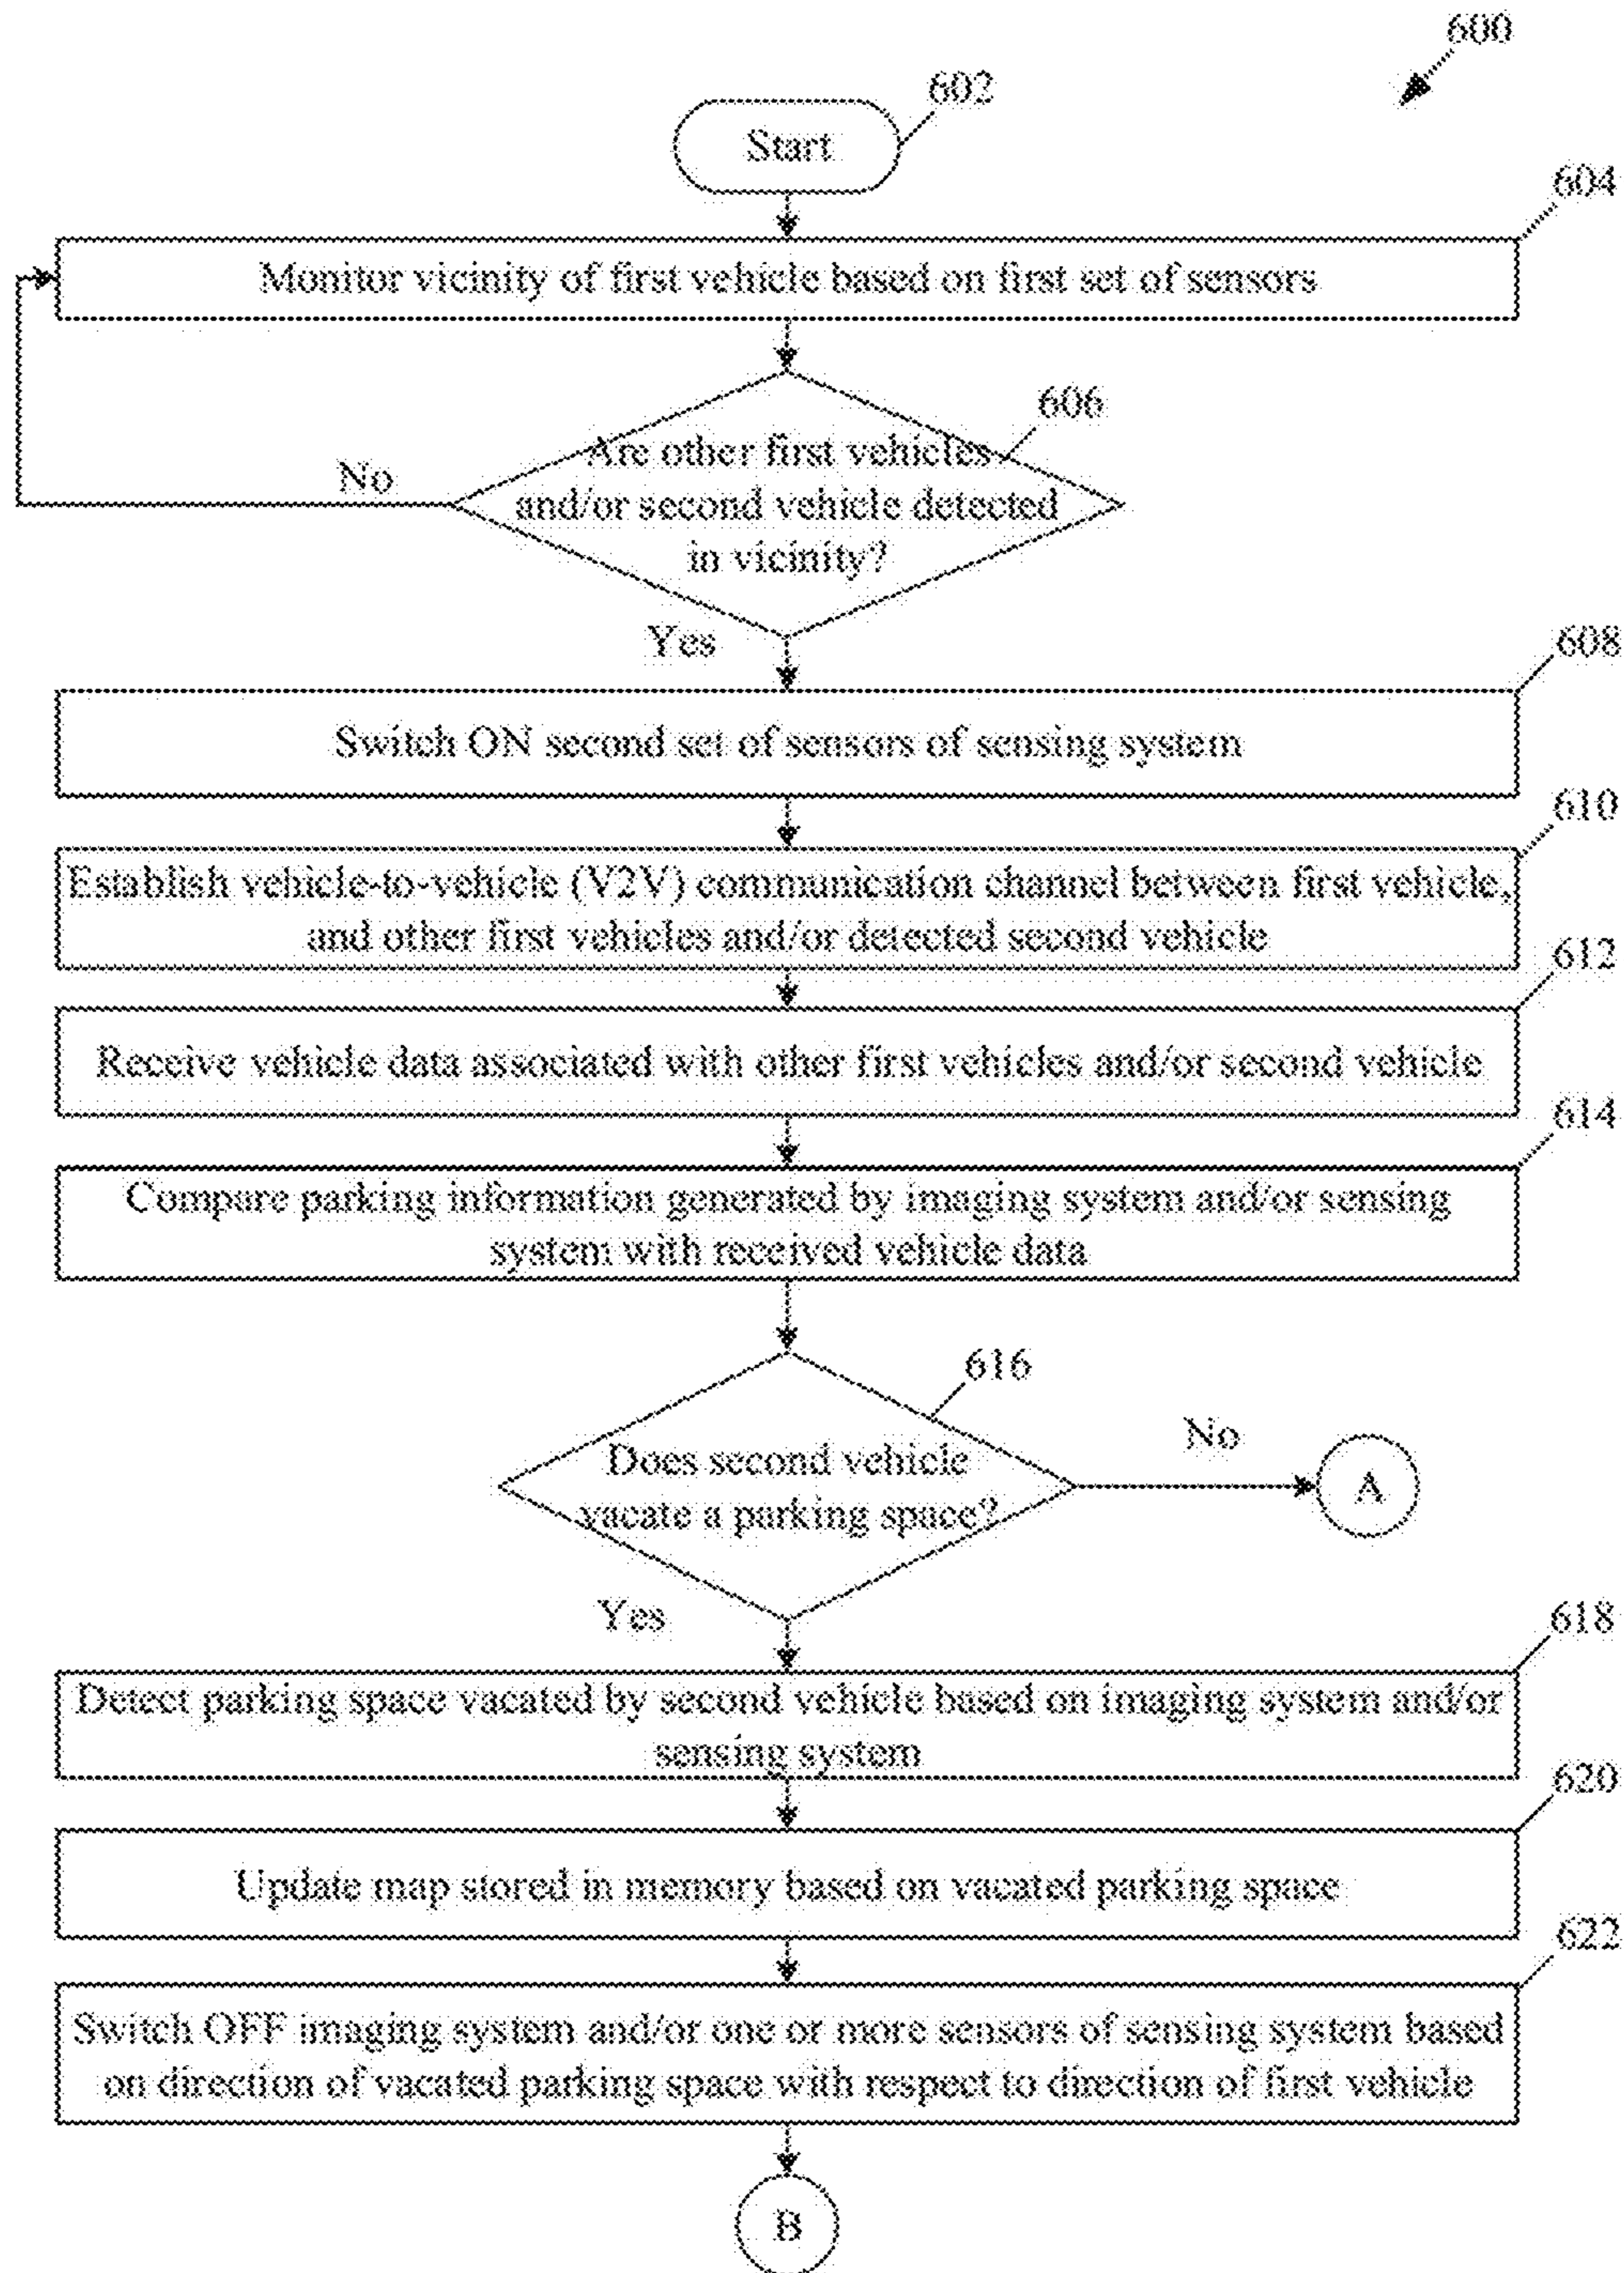 600
602
Start
604
Monitor vicinity of first vehicle based on first set of sensors
606
Are other first vehicles
and/or second vehicle detected
in vicinity?
No
Yes
608
Switch ON second set of sensors of sensing system
610
Establish vehicle-to-vehicle (V2V) communication channel between first vehicle,
and other first vehicles and/or detected second vehicle
612
Receive vehicle data associated with other first vehicles and/or second vehicle
614
Compare parking information generated by imaging system and/or sensing
system with received vehicle data
616
Does second vehicle
vacate a parking space?
No
A
Yes
618
Detect parking space vacated by second vehicle based on imaging system and/or
sensing system
620
Update map stored in memory based on vacated parking space
622
Switch OFF imaging system and/or one or more sensors of sensing system based
on direction of vacated parking space with respect to direction of first vehicle
B